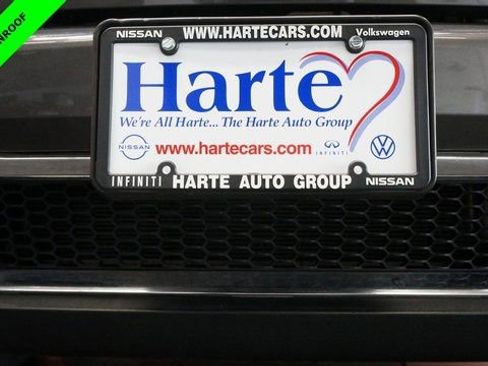 NROOF
WWW.HARTECARS.COM
NISSAN
Volkswagen
Harte
We're All Harte... The Harte Auto Group
NISSAN
www.hartecars.com
INFINITI
INFINITI
HARTE AUTO GROUP
NISSAN